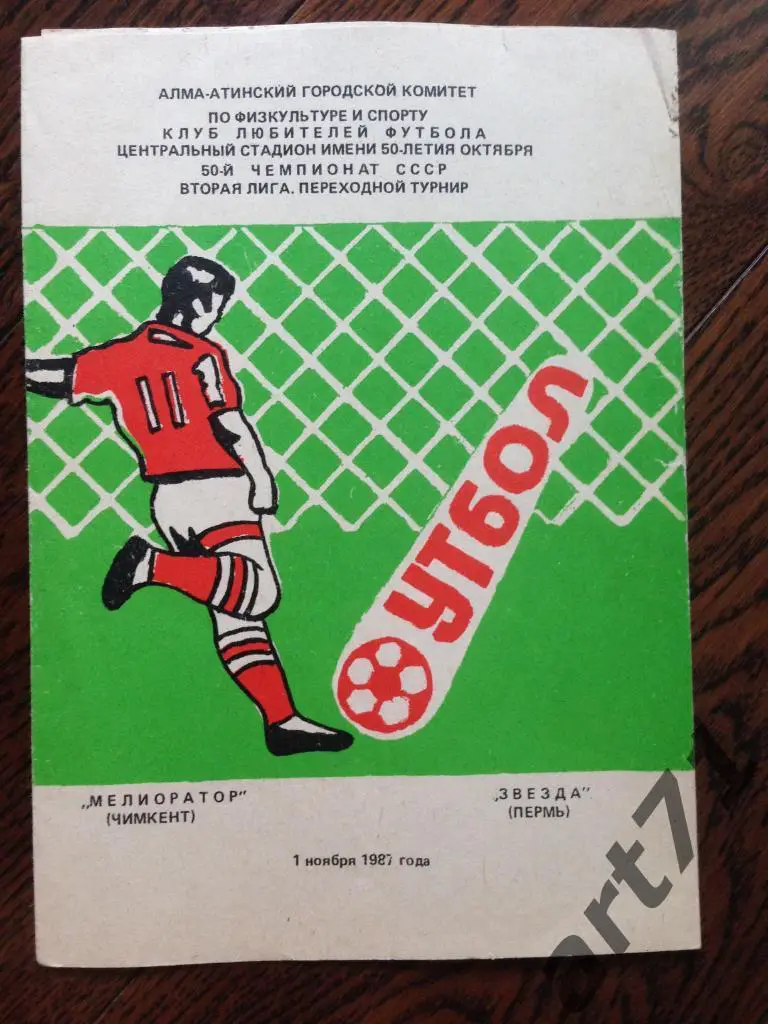 АЛМА-АТИНСКИЙ ГОРОДСКОЙ КОМИТЕТ
ПО ФИЗКУЛЬТУРЕ И СПОРТУ
КЛУБ ЛЮБИТЕЛЕЙ ФУТБОЛА
ЦЕНТРАЛЬНЫЙ СТАДИОН ИМЕНИ 50-ЛЕТИЯ ОКТЯБРЯ
50-Й ЧЕМПИОНАТ СССР
ВТОРАЯ ЛИГА. ПЕРЕХОДНОЙ ТУРНИР
11
УТБОЛ
„МЕЛИОРАТОР"
(ЧИМКЕНТ)
„ЗВЕЗДА"
(ПЕРМЬ)
1 ноября 1987 года